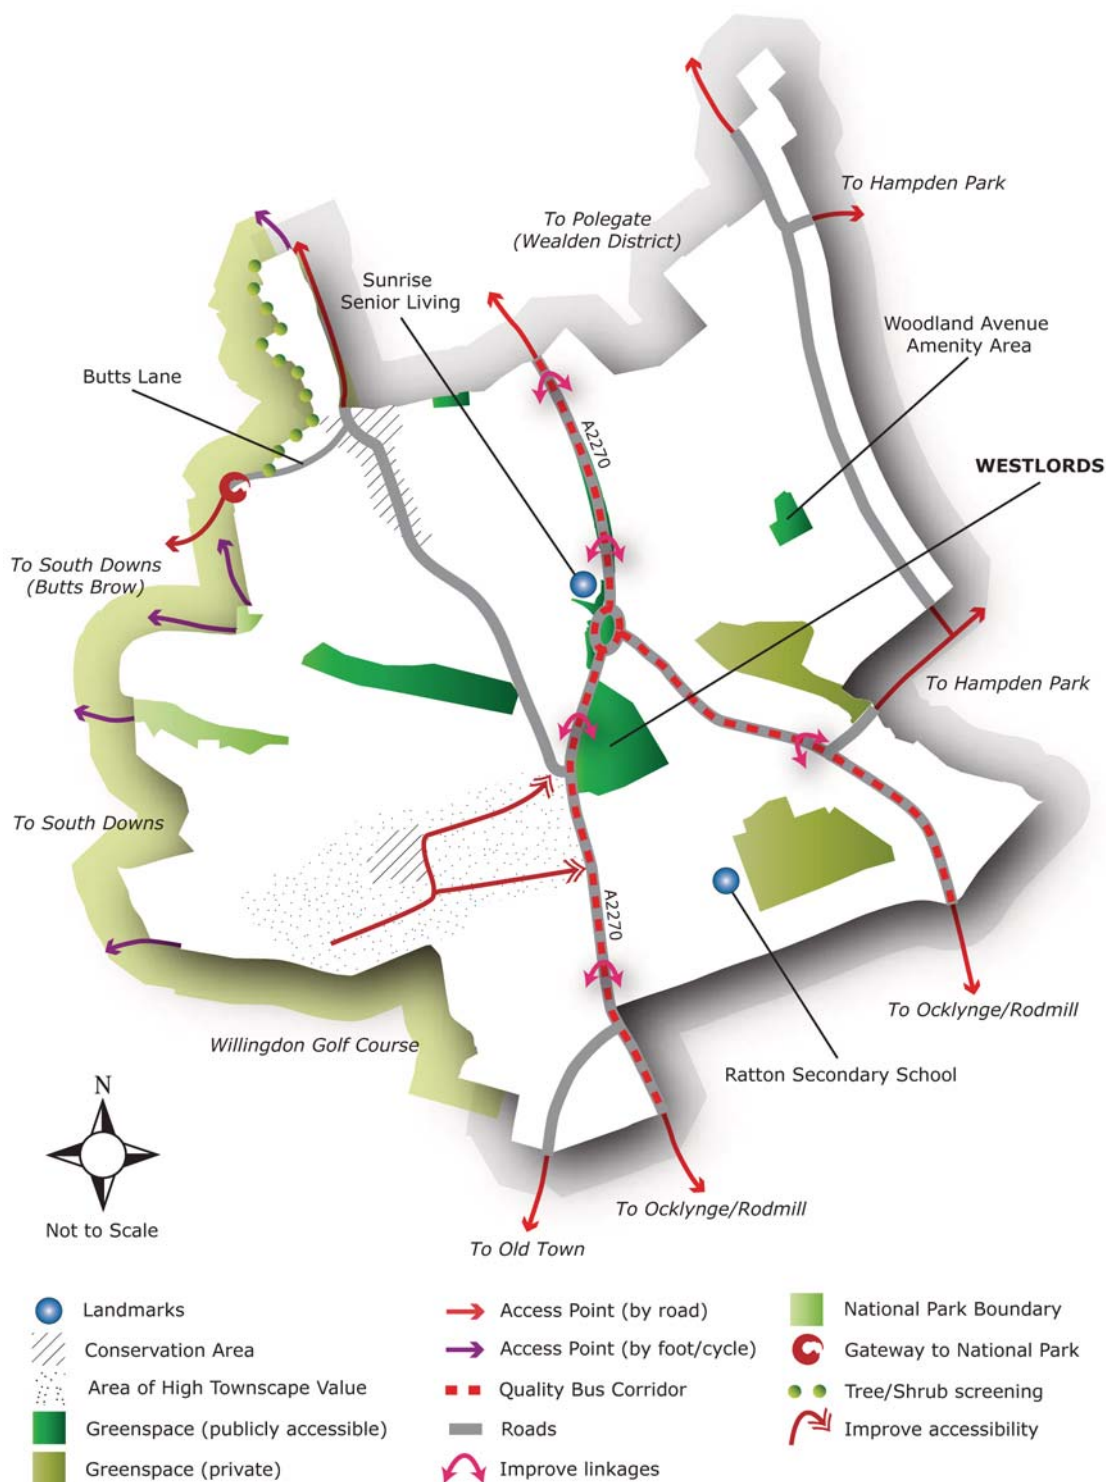 To Hampden Park
To Polegate
(Wealden District)
Sunrise
Senior Living
Woodland Avenue
Amenity Area
Butts Lane
A2270
WESTLORDS
To South Downs
(Butts Brow)
To Hampden Park
To South Downs
A2270
To Ocklynge/Rodmill
Willingdon Golf Course
Ratton Secondary School
N
Not to Scale
To Ocklynge/Rodmill
To Old Town
Landmarks
Conservation Area
Area of High Townscape Value
Greenspace (publicly accessible)
Greenspace (private)
Access Point (by road)
Access Point (by foot/cycle)
Quality Bus Corridor
Roads
Improve linkages
National Park Boundary
Gateway to National Park
Tree/Shrub screening
Improve accessibility